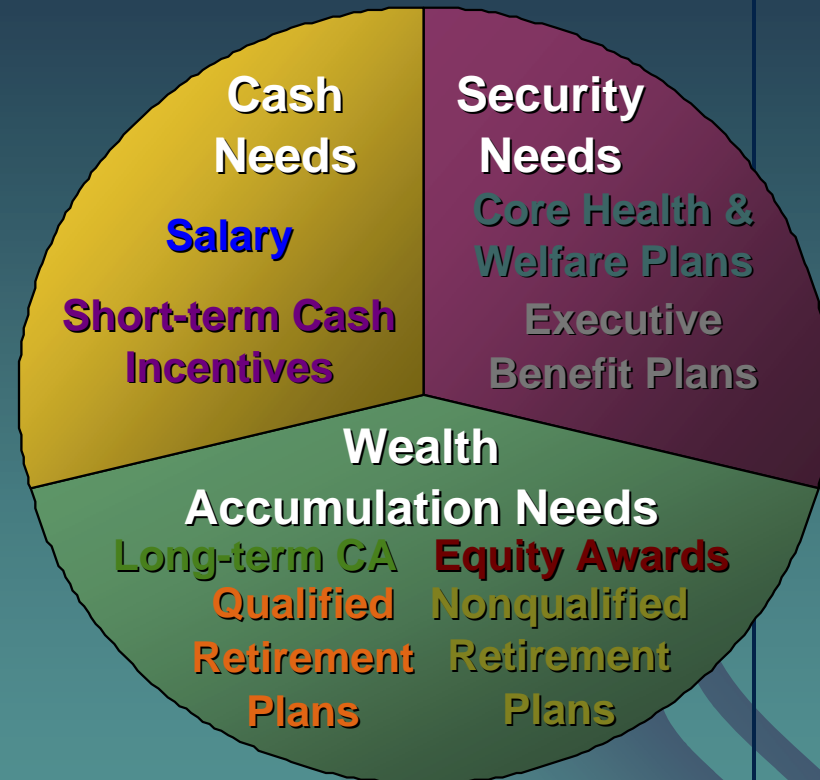 Cash
Needs
Salary
Short-term Cash
Incentives
Security
Needs
Core Health &
Welfare Plans
Executive
Benefit Plans
Wealth
Accumulation Needs
Long-term CA
Equity Awards
Qualified
Retirement
Plans
Nonqualified
Retirement
Plans